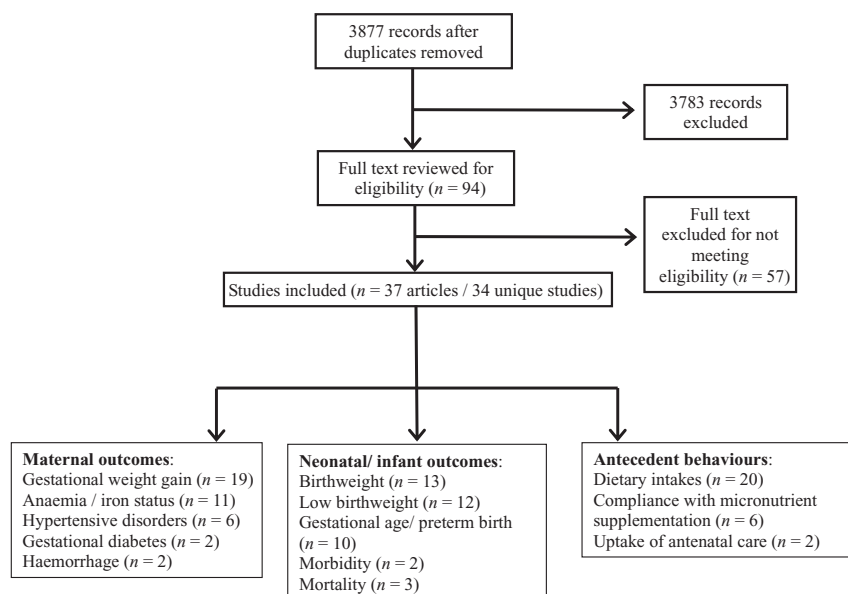 3877 records after
duplicates removed
3783 records
excluded
Full text reviewed for
eligibility (n = 94)
Full text
excluded for not
meeting
eligibility (n = 57)
Studies included (n = 37 articles / 34 unique studies)
Maternal outcomes:
Gestational weight gain (n = 19)
Anaemia / iron status (n = 11)
Hypertensive disorders (n = 6)
Gestational diabetes (n = 2)
Haemorrhage (n = 2)
Neonatal/ infant outcomes:
Birthweight (n = 13)
Low birthweight (n = 12)
Gestational age/ preterm birth
(n = 10)
Morbidity (n = 2)
Mortality (n = 3)
Antecedent behaviours:
Dietary intakes (n = 20)
Compliance with micronutrient
supplementation (n = 6)
Uptake of antenatal care (n = 2)